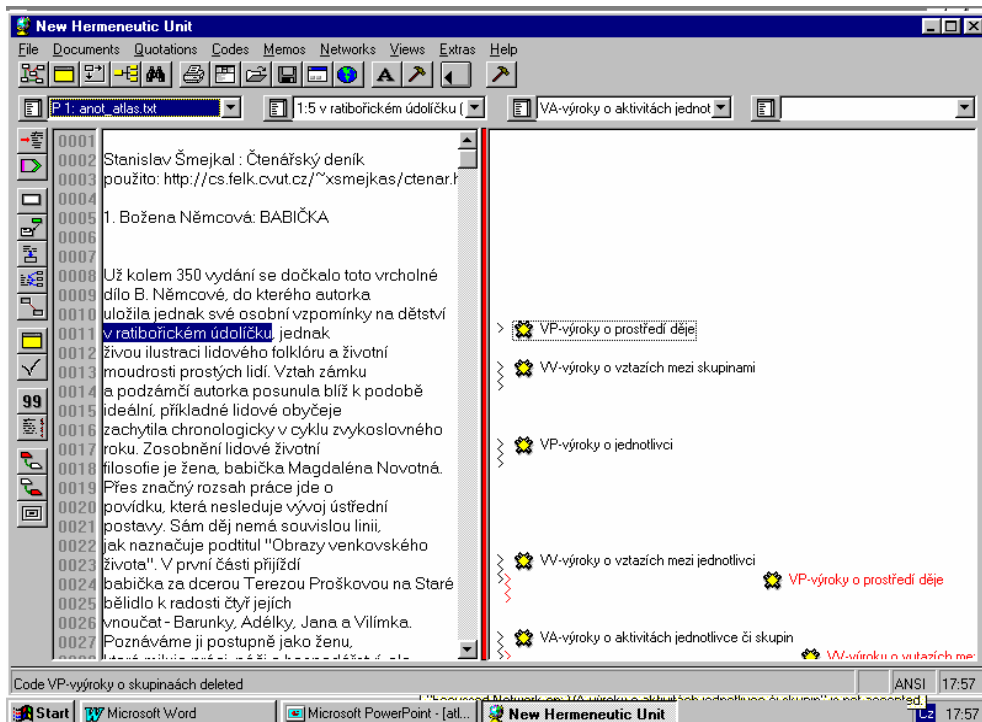 New Hermeneutic Unit
File Documents Quotations Codes Memos Networks Views Extras Help
A
P 1: anot_atlas.txt
1:5 v ratibořickém údolíčku (
VA-výroky o aktivitách jednot
0001
0002 Stanislav Šmejkal : Čtenářský deník
0003 použito: http://cs.felk.cvut.cz/~xsmejkas/ctenar.h
0004
0005 1. Božena Němcová: BABIČKA
0006
0007
0008 Už kolem 350 vydání se dočkalo toto vrcholné
0009 dílo B. Němcové, do kterého autorka
0010 uložila jednak své osobní vzpomínky na dětství
0011 v ratibořickém údolíčku, jednak
0012 živou ilustraci lidového folklóru a životní
0013 moudrosti prostých lidí. Vztah zámku
0014 a podzámčí autorka posunula blíž k podobě
0015 ideální, příkladné lidové obyčeje
0016 zachytila chronologicky v cyklu zvykoslovného
0017 roku. Zosobnění lidové životní
0018 filosofie je žena, babička Magdaléna Novotná.
0019 Přes značný rozsah práce jde o
0020 povídku, která nesleduje vývoj ústřední
0021 postavy. Sám děj nemá souvislou linii,
0022 jak naznačuje podtitul "Obrazy venkovského
0023 života". V první části přijíždí
0024 babička za dcerou Terezou Proškovou na Staré
0025 bělidlo k radosti čtyř jejích
0026 vnoučat - Barunky, Adélky, Jana a Vilímka.
0027 Poznáváme ji postupně jako ženu,
99
VP-výroky o prostředí děje
VV-výroky o vztazích mezi skupinami
VP-výroky o jednotlivci
VV-výroky o vztazích mezi jednotlivci
VP-výroky o prostředí děje
VA-výroky o aktivitách jednotlivce či skupin
Code VP-vyýroky o skupinaách deleted
ANSI 17:57
Start Microsoft Word Microsoft PowerPoint - [atl... New Hermeneutic Unit Cz 17:57